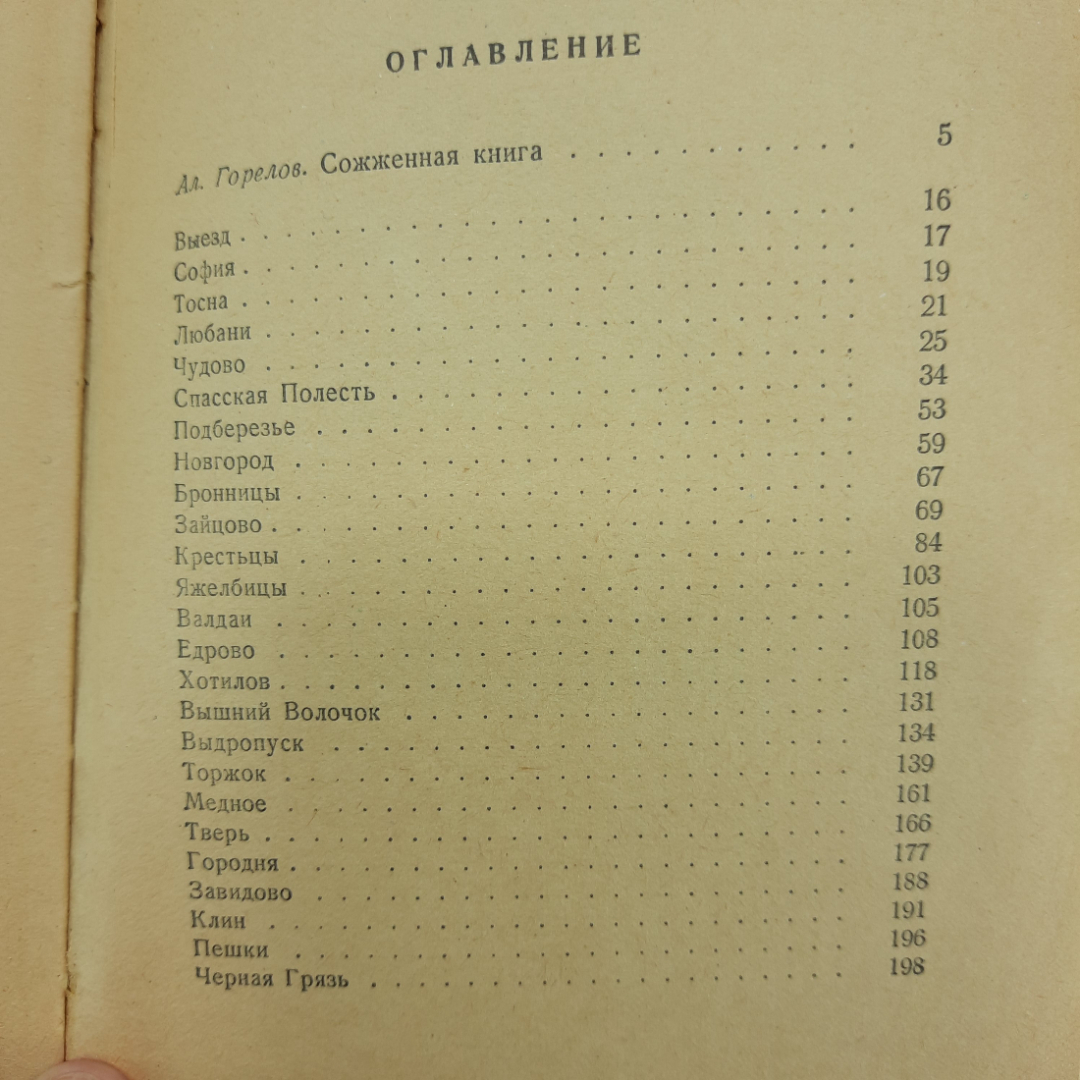 ОГЛАВЛЕНИЕ
Ал. Горелов. Сожженная книга . . . . . . . . . . . 5
Выезд . . . . . . . . . . . . . . . . . . . . . . . . 16
София . . . . . . . . . . . . . . . . . . . . . . . . 17
Тосна . . . . . . . . . . . . . . . . . . . . . . . . 19
Любани . . . . . . . . . . . . . . . . . . . . . . . 21
Чудово . . . . . . . . . . . . . . . . . . . . . . . 25
Спасская Полесть . . . . . . . . . . . . . . . . . . 34
Подберезье . . . . . . . . . . . . . . . . . . . . . 53
Новгород . . . . . . . . . . . . . . . . . . . . . . 59
Бронницы . . . . . . . . . . . . . . . . . . . . . . 67
Зайцово . . . . . . . . . . . . . . . . . . . . . . . 69
Крестьцы . . . . . . . . . . . . . . . . . . . . . . 84
Яжелбицы . . . . . . . . . . . . . . . . . . . . . . 103
Валдаи . . . . . . . . . . . . . . . . . . . . . . . 105
Едрово . . . . . . . . . . . . . . . . . . . . . . . 108
Хотилов . . . . . . . . . . . . . . . . . . . . . . . 118
Вышний Волочок . . . . . . . . . . . . . . . . . . 131
Выдропуск . . . . . . . . . . . . . . . . . . . . . 134
Торжок . . . . . . . . . . . . . . . . . . . . . . . 139
Медное . . . . . . . . . . . . . . . . . . . . . . . 161
Тверь . . . . . . . . . . . . . . . . . . . . . . . . 166
Городня . . . . . . . . . . . . . . . . . . . . . . . 177
Завидово . . . . . . . . . . . . . . . . . . . . . . 188
Клин . . . . . . . . . . . . . . . . . . . . . . . . 191
Пешки . . . . . . . . . . . . . . . . . . . . . . . 196
Черная Грязь . . . . . . . . . . . . . . . . . . . . 198